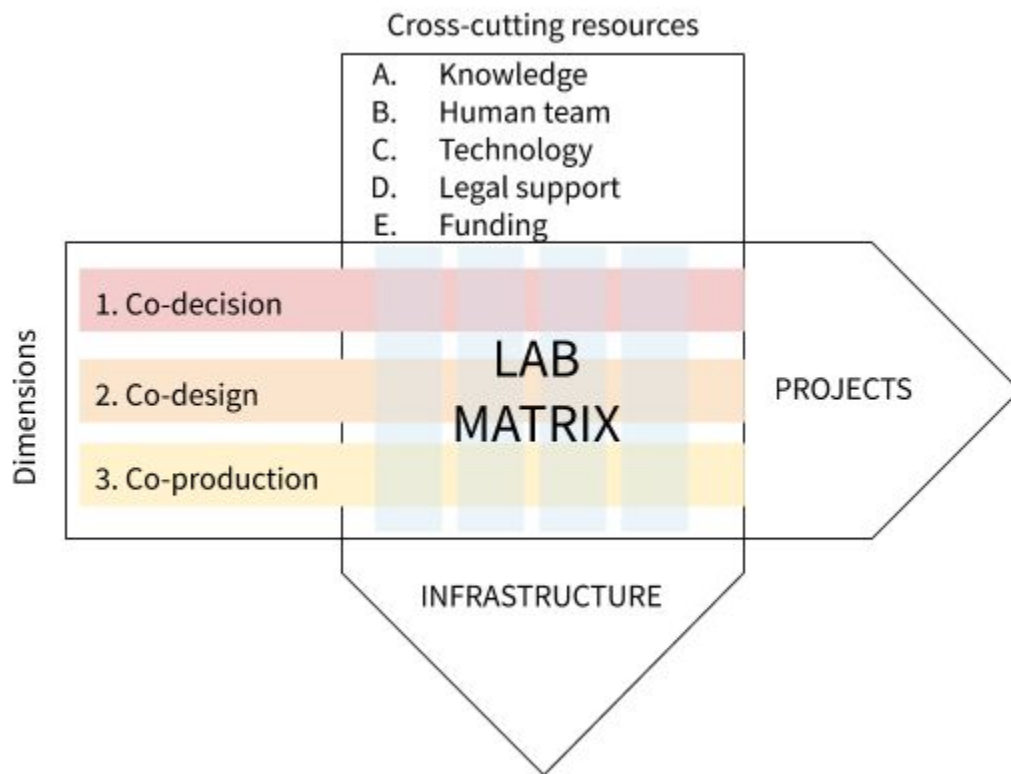 Cross-cutting resources
A. Knowledge
B. Human team
C. Technology
D. Legal support
E. Funding
Dimensions
1. Co-decision
2. Co-design
3. Co-production
LAB
MATRIX
PROJECTS
INFRASTRUCTURE